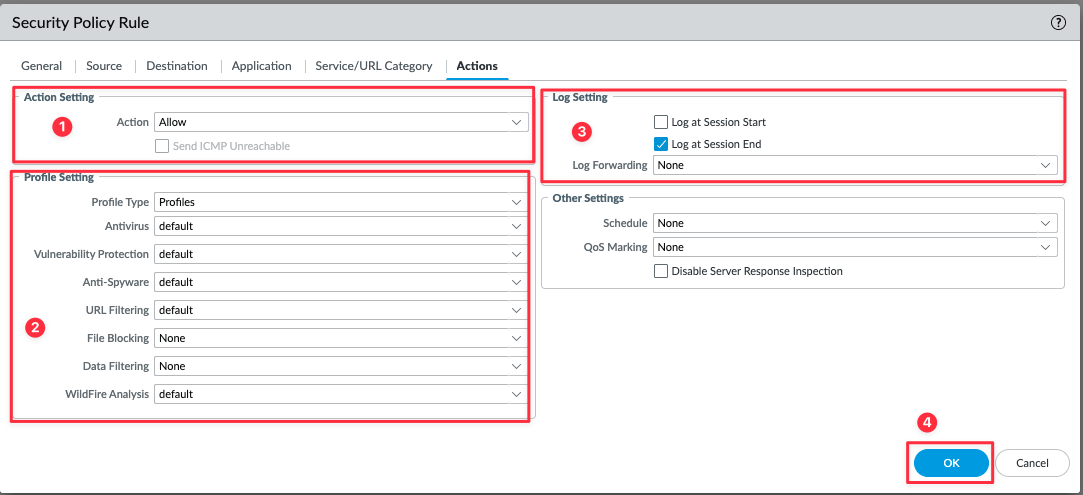 Security Policy Rule
?
General Source Destination Application Service/URL Category Actions
Action Setting
1
Action Allow
Send ICMP Unreachable
Profile Setting
Profile Type Profiles
Antivirus default
Vulnerability Protection default
Anti-Spyware default
URL Filtering default
2
File Blocking None
Data Filtering None
WildFire Analysis default
Log Setting
3
Log at Session Start
Log at Session End
Log Forwarding None
Other Settings
Schedule None
QoS Marking None
Disable Server Response Inspection
4
OK Cancel